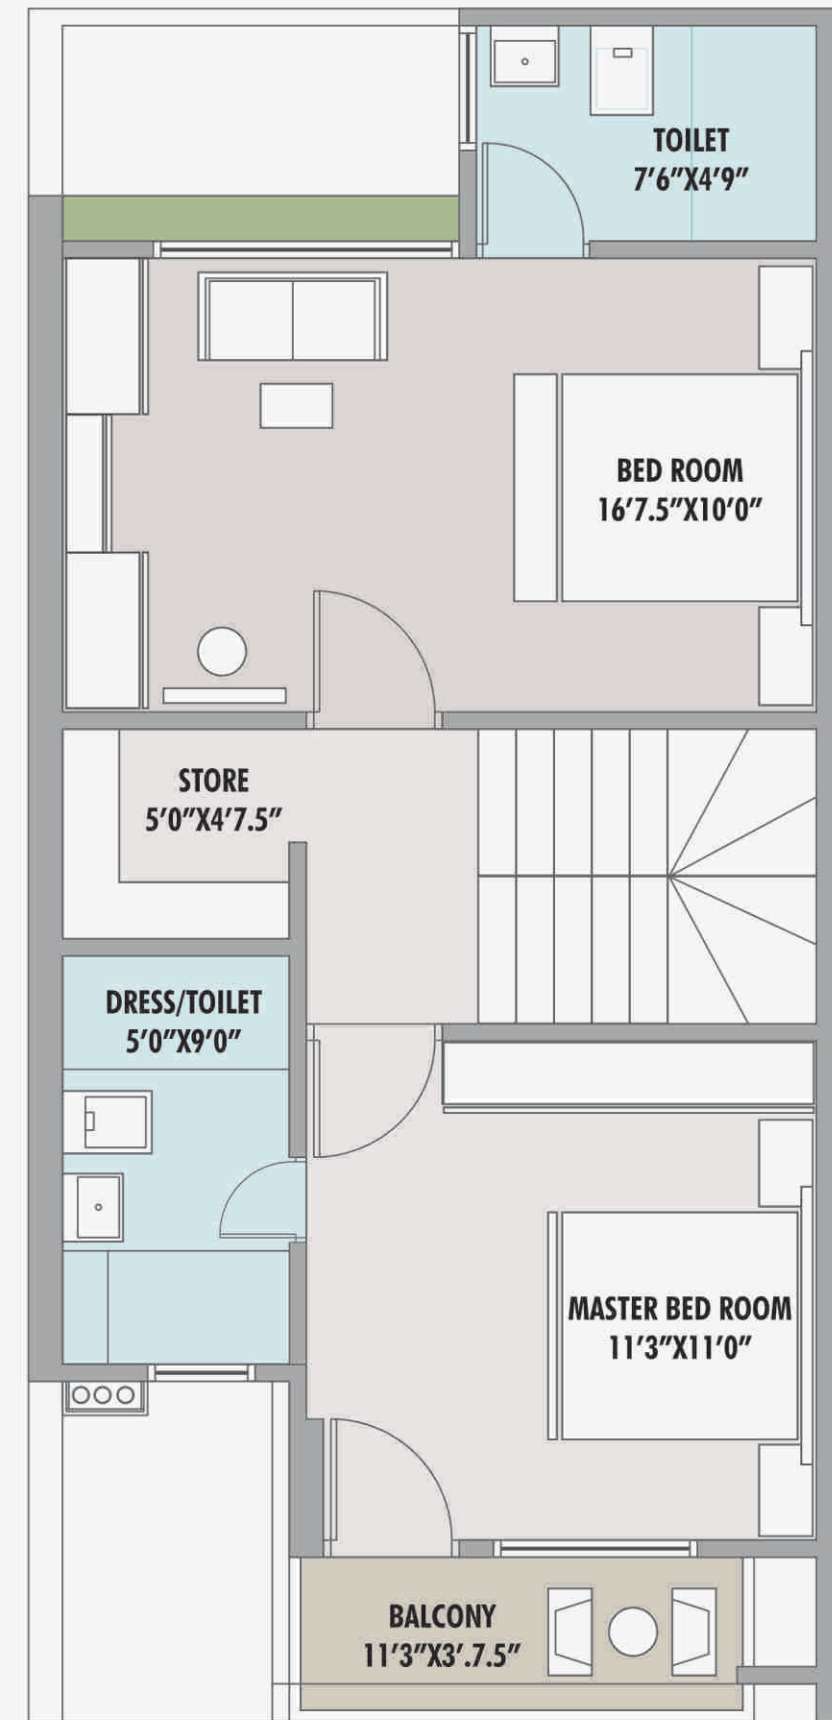 TOILET
7'6"X4'9"
BED ROOM
16'7.5"X10'0"
STORE
5'0"X4'7.5"
DRESS/TOILET
5'0"X9'0"
MASTER BED ROOM
11'3"X11'0"
BALCONY
11'3"X3'.7.5"